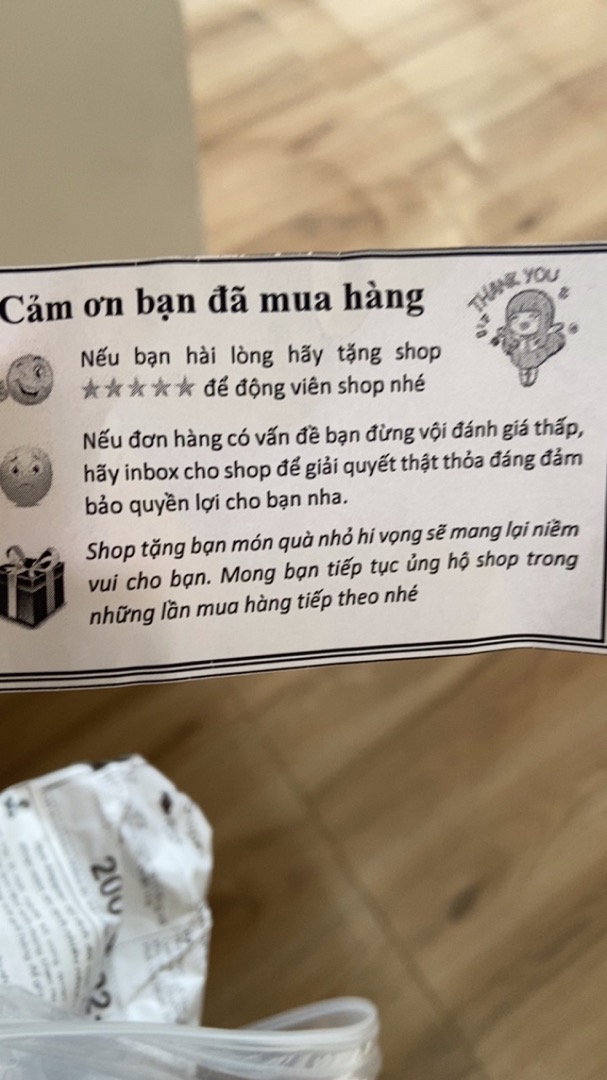 Cảm ơn bạn đã mua hàng
THANK YOU
Nếu bạn hài lòng hãy tặng shop
★★★★★ để động viên shop nhé
Nếu đơn hàng có vấn đề bạn đừng vội đánh giá thấp,
hãy inbox cho shop để giải quyết thật thỏa đáng đảm
bảo quyền lợi cho bạn nha.
Shop tặng bạn món quà nhỏ hi vọng sẽ mang lại niềm
vui cho bạn. Mong bạn tiếp tục ủng hộ shop trong
những lần mua hàng tiếp theo nhé